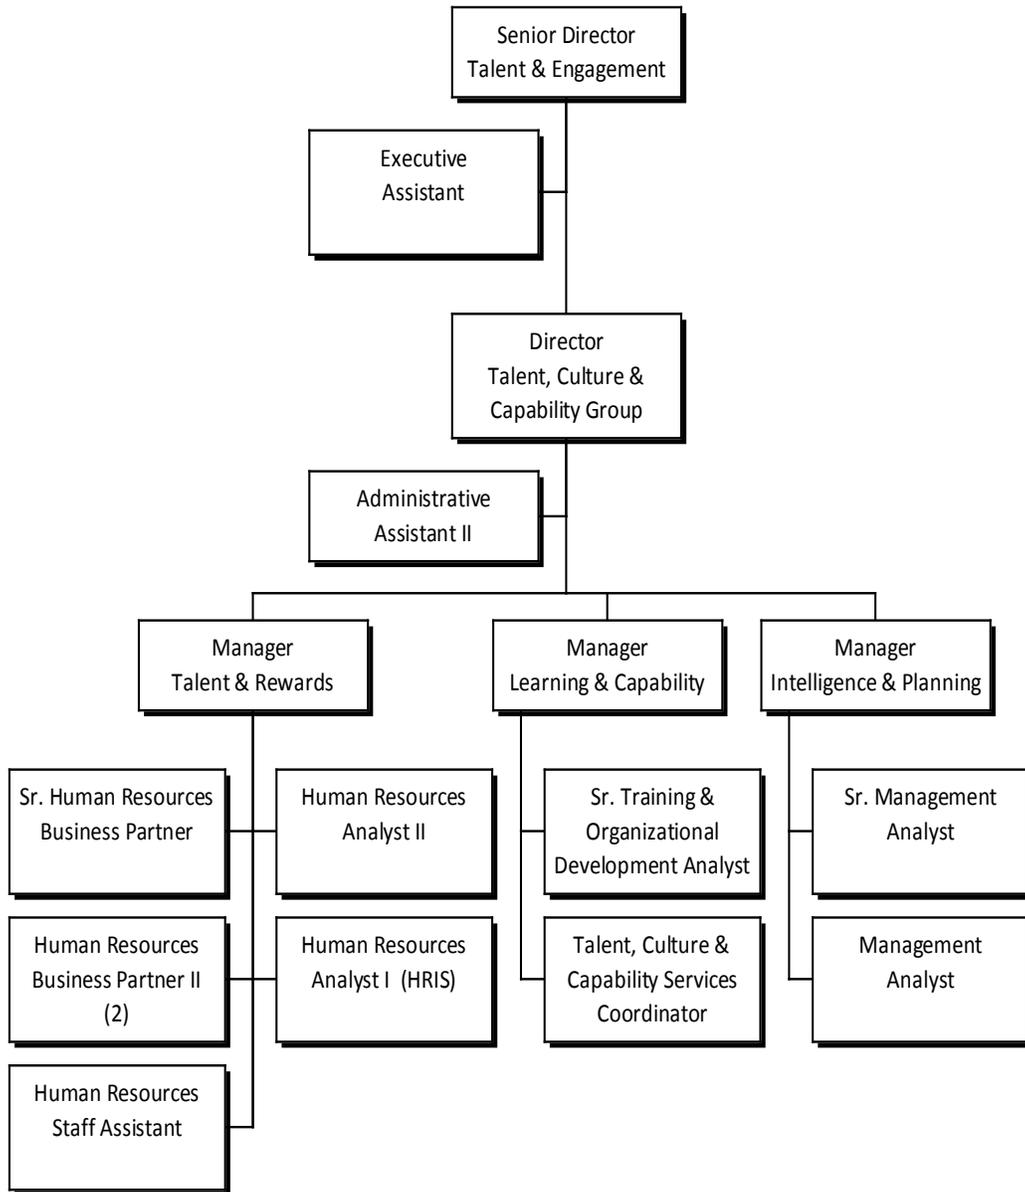 Senior Director
Talent & Engagement
Executive
Assistant
Director
Talent, Culture &
Capability Group
Administrative
Assistant II
Manager
Talent & Rewards
Manager
Learning & Capability
Manager
Intelligence & Planning
Sr. Human Resources
Business Partner
Human Resources
Analyst II
Sr. Training &
Organizational
Development Analyst
Sr. Management
Analyst
Human Resources
Business Partner II
(2)
Human Resources
Analyst I (HRIS)
Talent, Culture &
Capability Services
Coordinator
Management
Analyst
Human Resources
Staff Assistant